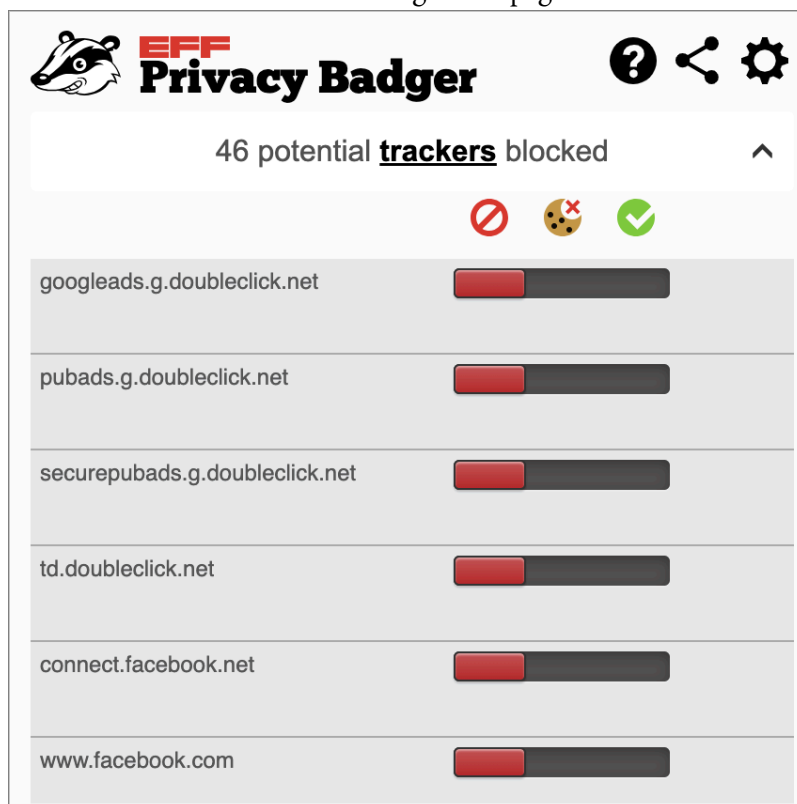 EFF
Privacy Badger
46 potential trackers blocked
googleads.g.doubleclick.net
pubads.g.doubleclick.net
securepubads.g.doubleclick.net
td.doubleclick.net
connect.facebook.net
www.facebook.com